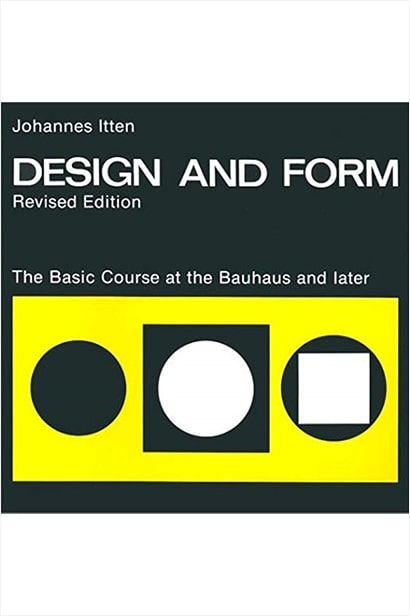 Johannes Itten
DESIGN AND FORM
Revised Edition
The Basic Course at the Bauhaus and later